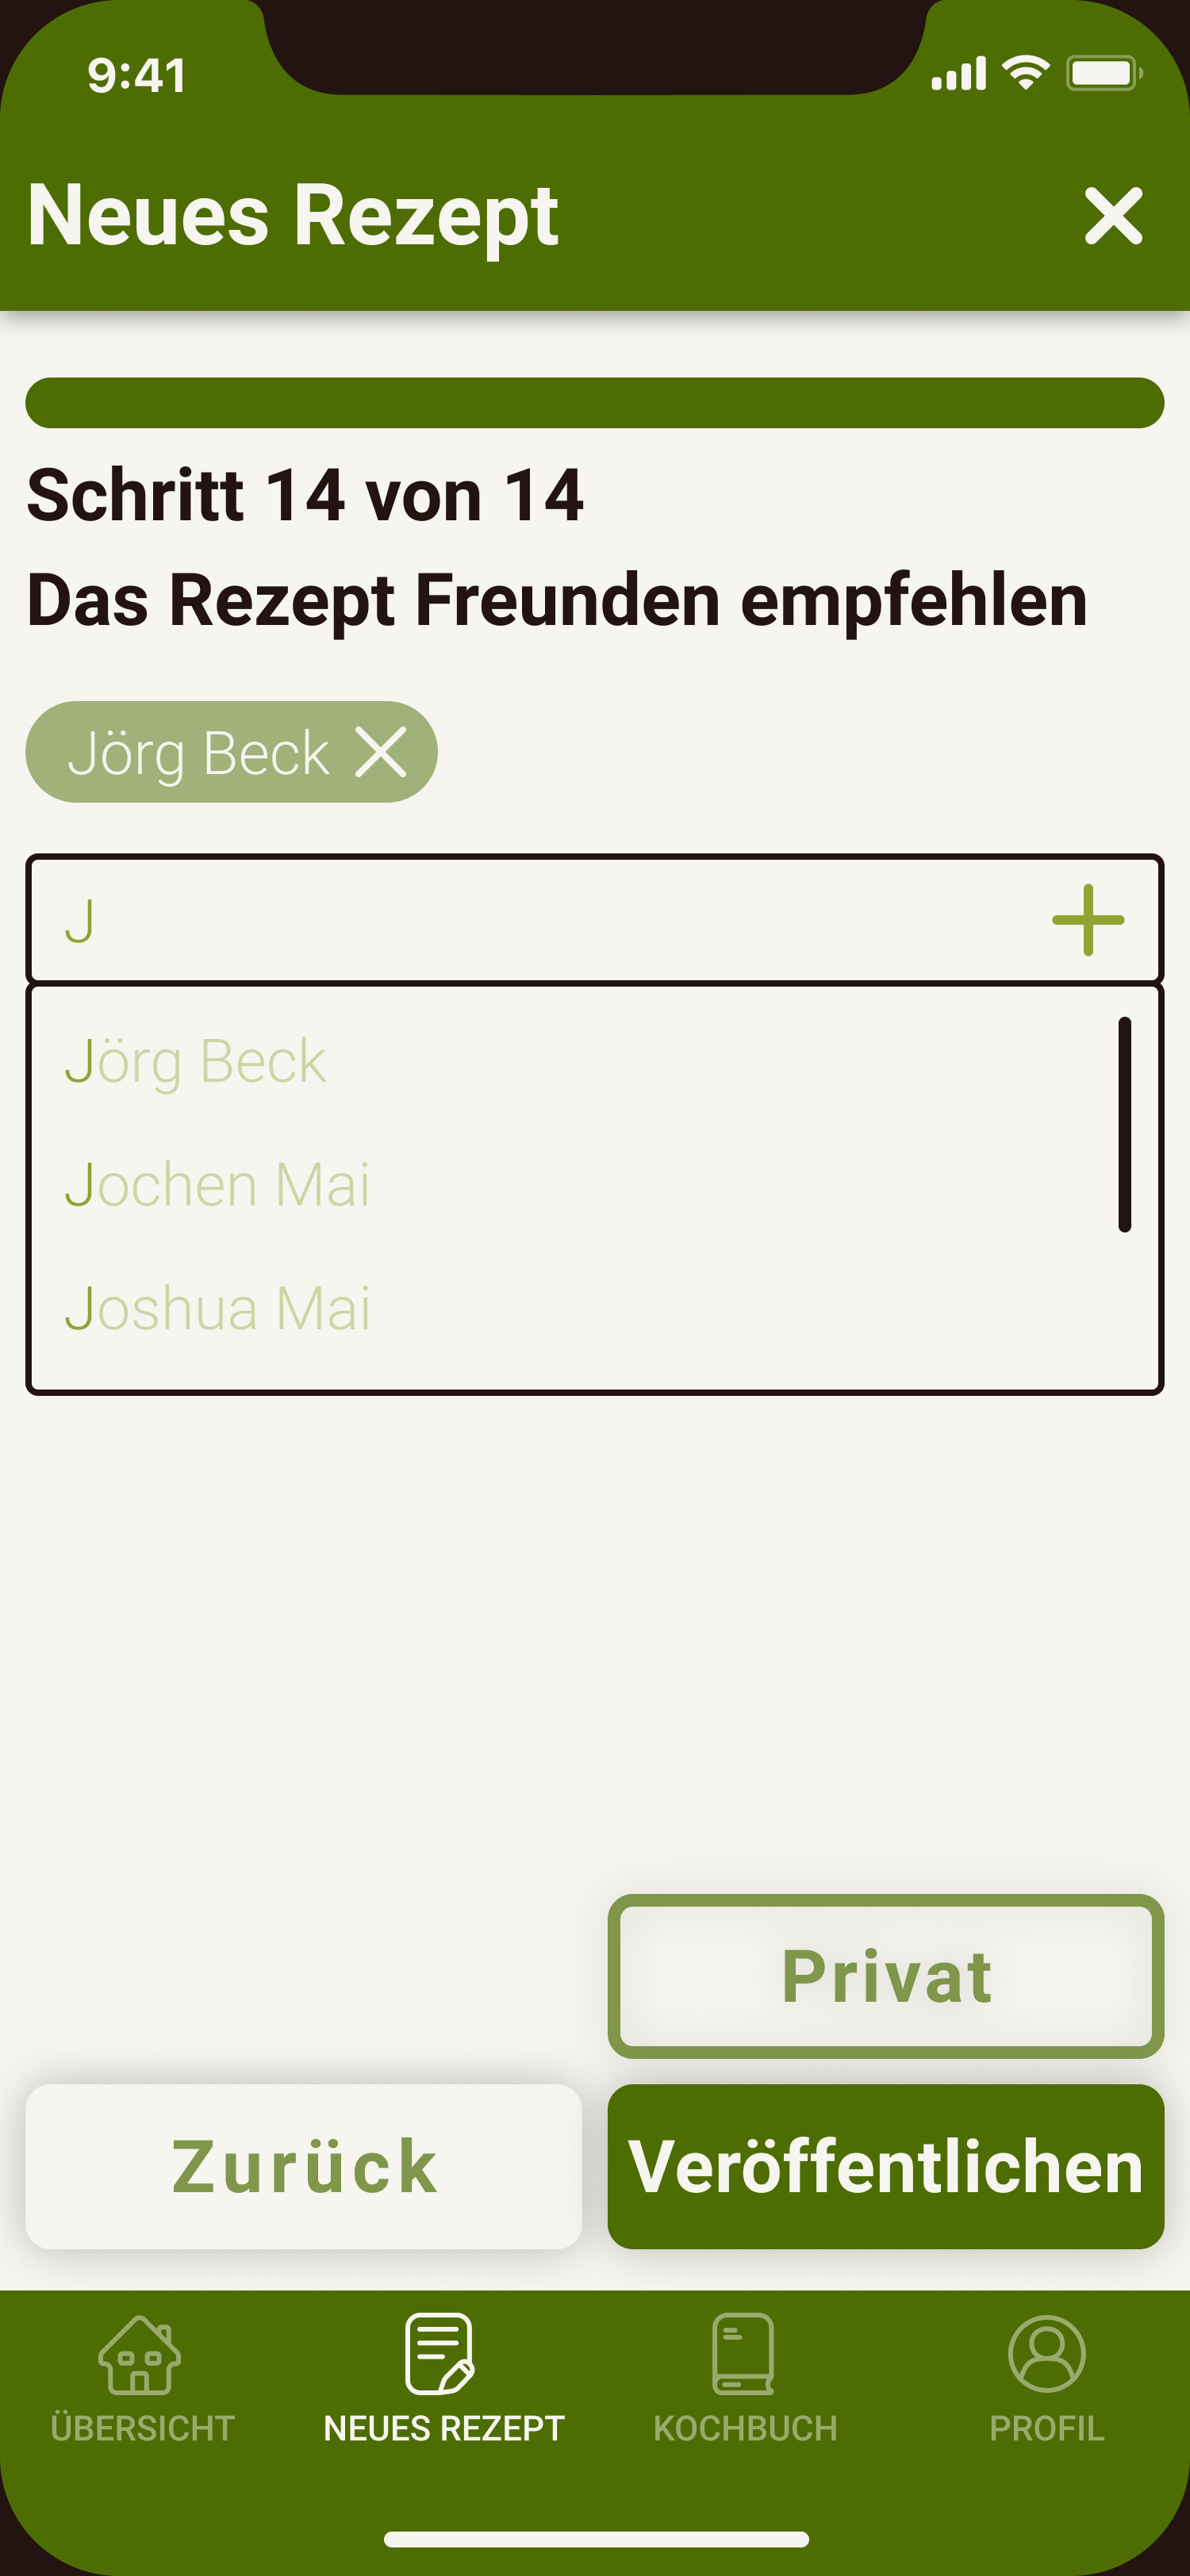 9:41
Neues Rezept
Schritt 14 von 14
Das Rezept Freunden empfehlen
Jörg Beck
J
Jörg Beck
Jochen Mai
Joshua Mai
Privat
Zurück
Veröffentlichen
ÜBERSICHT
NEUES REZEPT
KOCHBUCH
PROFIL